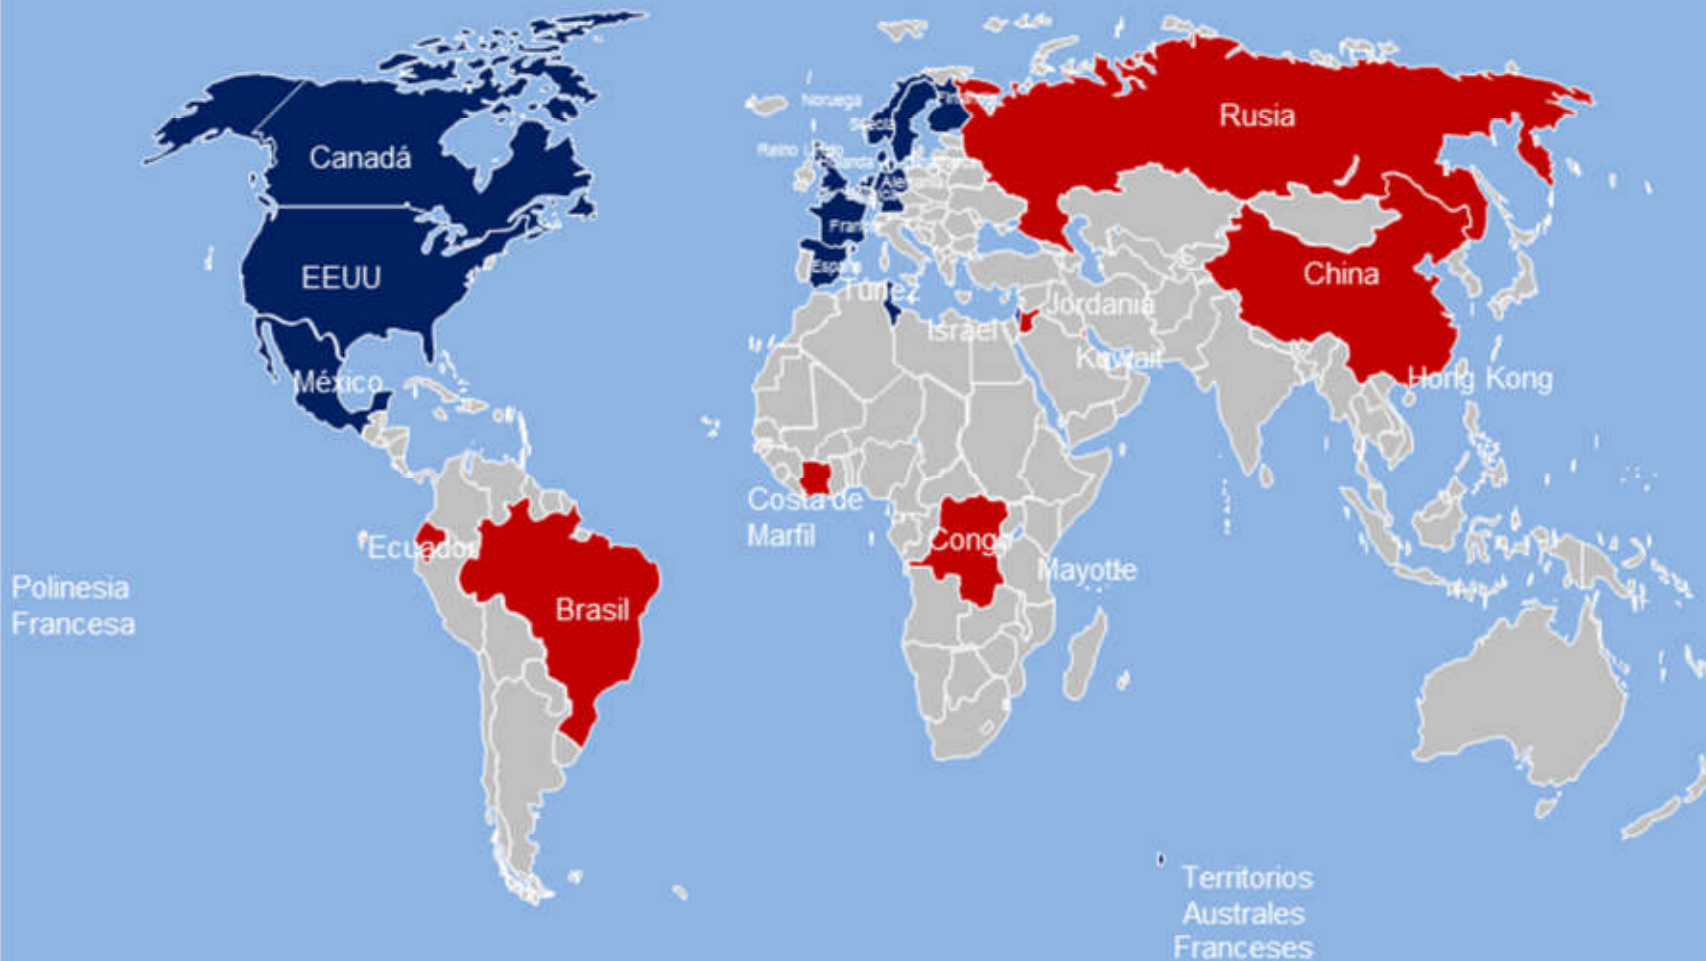 Noruega
Canadá
Rusia
Reino
EEUU
China
España
Túnez
Jordania
Israel
Kuwait
México
Hong Kong
Costa de
Marfil
Ecuador
Congo
Mayotte
Polinesia
Francesa
Brasil
Territorios
Australes
Franceses